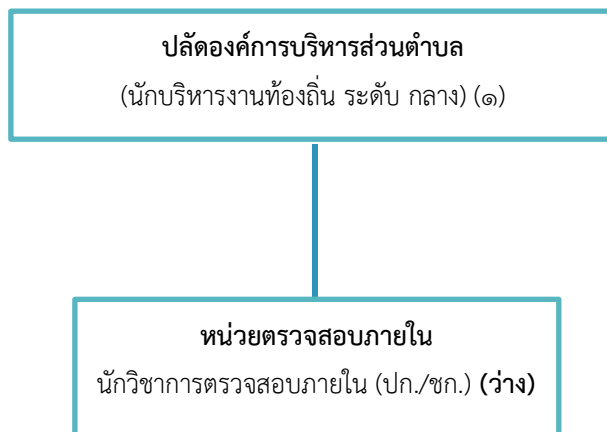 ปลัดองค์การบริหารส่วนตำบล
(นักบริหารงานท้องถิ่น ระดับ กลาง) (๑)
หน่วยตรวจสอบภายใน
นักวิชาการตรวจสอบภายใน (ปก./ชก.) (ว่าง)